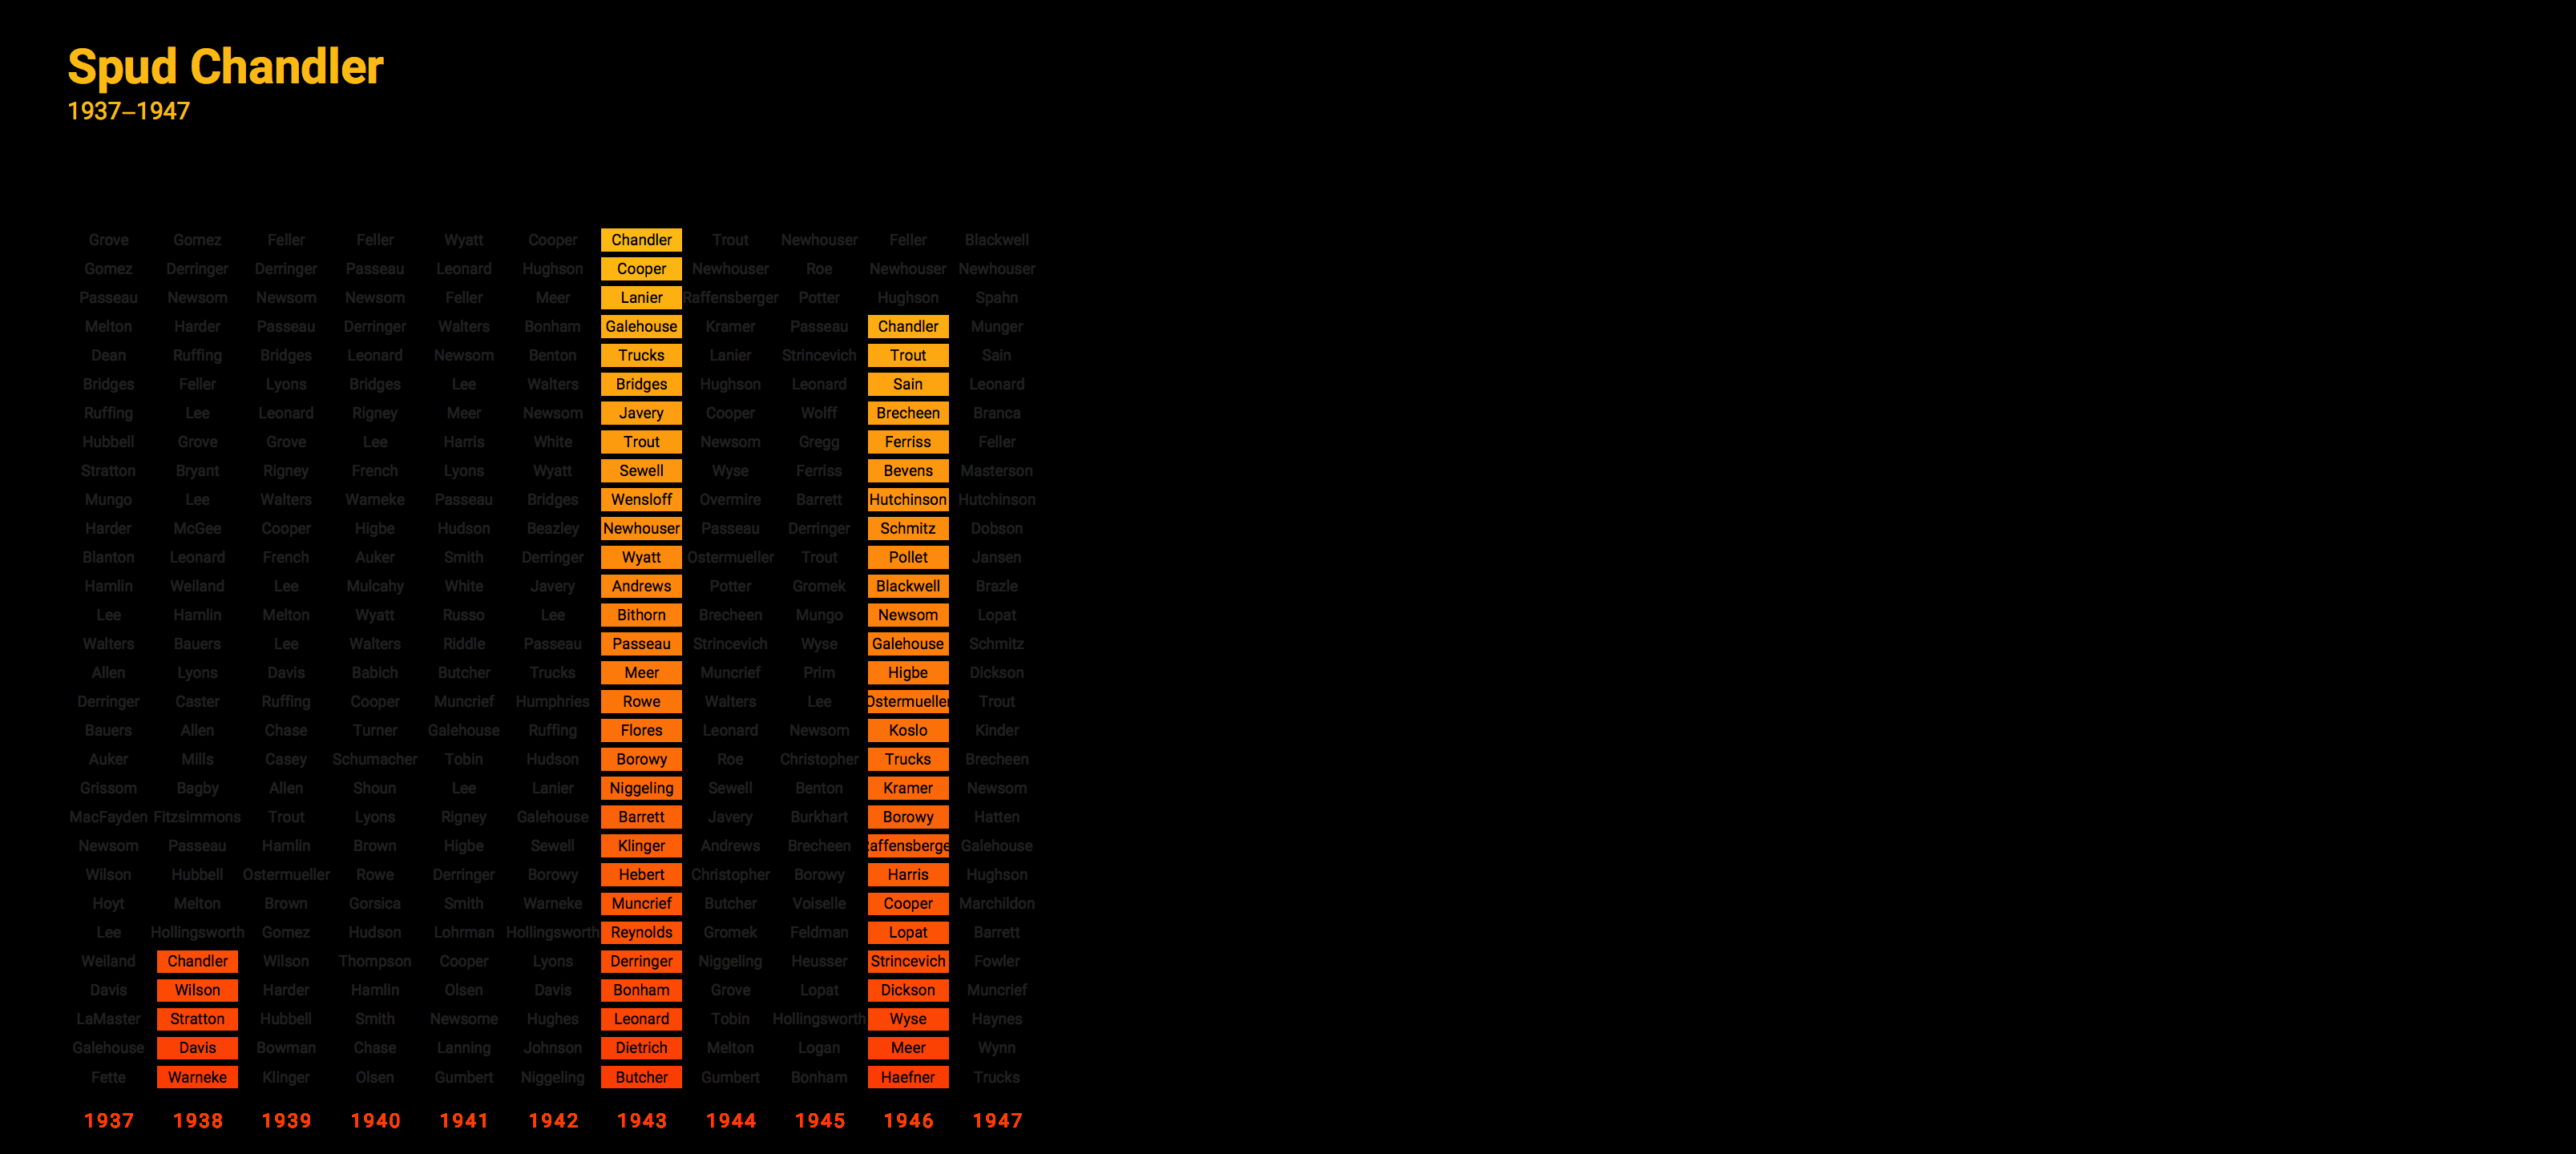 Spud Chandler
1937–1947
Grove Gomez Feller Feller Wyatt Cooper Chandler Trout Newhouser Feller Blackwell
Gomez Derringer Derringer Passeau Leonard Hughson Cooper Newhouser Roe Newhouser Newhouser
Passeau Newsom Newsom Newsom Feller Meer Lanier Raffensberger Potter Hughson Spahn
Melton Harder Passeau Derringer Walters Bonham Galehouse Kramer Passeau Chandler Munger
Dean Ruffing Bridges Leonard Newsom Benton Trucks Lanier Strincevich Trout Sain
Bridges Feller Lyons Bridges Lee Walters Bridges Hughson Leonard Sain Leonard
Ruffing Lee Leonard Rigney Meer Newsom Javery Cooper Wolff Brecheen Branca
Hubbell Grove Grove Lee Harris White Trout Newsom Gregg Ferriss Feller
Stratton Bryant Rigney French Lyons Wyatt Sewell Wyse Ferriss Bevens Masterson
Mungo Lee Walters Warneke Passeau Bridges Wensloff Overmire Barrett Hutchinson Hutchinson
Harder McGee Cooper Higbe Hudson Beazley Newhouser Passeau Derringer Schmitz Dobson
Blanton Leonard French Auker Smith Derringer Wyatt Ostermueller Trout Pollet Jansen
Hamlin Weiland Lee Mulcahy White Javery Andrews Potter Gromek Blackwell Brazle
Lee Hamlin Melton Wyatt Russo Lee Bithorn Brecheen Mungo Newsom Lopat
Walters Bauers Lee Walters Riddle Passeau Passeau Strincevich Wyse Galehouse Schmitz
Allen Lyons Davis Babich Butcher Trucks Meer Muncrief Prim Higbe Dickson
Derringer Caster Ruffing Cooper Muncrief Humphries Rowe Walters Lee Ostermueller Trout
Bauers Allen Chase Turner Galehouse Ruffing Flores Leonard Newsom Koslo Kinder
Auker Mills Casey Schumacher Tobin Hudson Borowy Roe Christopher Trucks Brecheen
Grissom Bagby Allen Shoun Lee Lanier Niggeling Sewell Benton Kramer Newsom
MacFayden Fitzsimmons Trout Lyons Rigney Galehouse Barrett Javery Burkhart Borowy Hatten
Newsom Passeau Hamlin Brown Higbe Sewell Klinger Andrews Brecheen affensberge Galehouse
Wilson Hubbell Ostermueller Rowe Derringer Borowy Hebert Christopher Borowy Harris Hughson
Hoyt Melton Brown Gorsica Smith Warneke Muncrief Butcher Voiselle Cooper Marchildon
Lee Hollingsworth Gomez Hudson Lohrman Hollingsworth Reynolds Gromek Feldman Lopat Barrett
Weiland Chandler Wilson Thompson Cooper Lyons Derringer Niggeling Heusser Strincevich Fowler
Davis Wilson Harder Hamlin Olsen Davis Bonham Grove Lopat Dickson Muncrief
LaMaster Stratton Hubbell Smith Newsome Hughes Leonard Tobin Hollingsworth Wyse Haynes
Galehouse Davis Bowman Chase Lanning Johnson Dietrich Melton Logan Meer Wynn
Fette Warneke Klinger Olsen Gumbert Niggeling Butcher Gumbert Bonham Haefner Trucks
1937 1938 1939 1940 1941 1942 1943 1944 1945 1946 1947